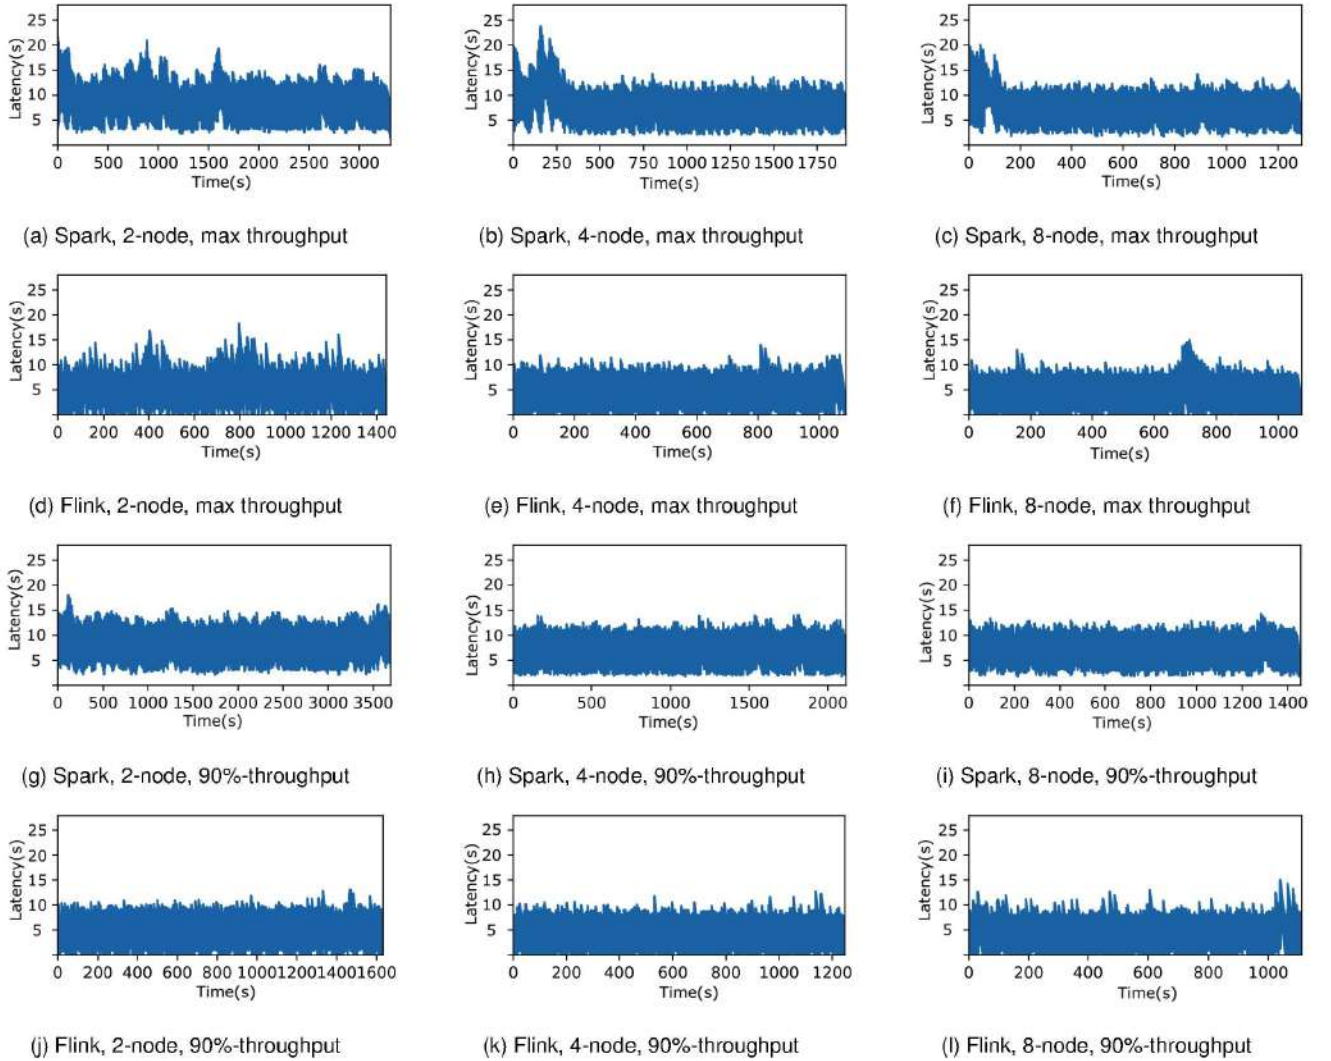 25
20
15
10
5
Latency(s)
0 500 1000 1500 2000 2500 3000
Time(s)
(a) Spark, 2-node, max throughput
25
20
15
10
5
Latency(s)
0 250 500 750 1000 1250 1500 1750
Time(s)
(b) Spark, 4-node, max throughput
25
20
15
10
5
Latency(s)
0 200 400 600 800 1000 1200
Time(s)
(c) Spark, 8-node, max throughput
25
20
15
10
5
Latency(s)
0 200 400 600 800 1000 1200 1400
Time(s)
(d) Flink, 2-node, max throughput
25
20
15
10
5
Latency(s)
0 200 400 600 800 1000
Time(s)
(e) Flink, 4-node, max throughput
25
20
15
10
5
Latency(s)
0 200 400 600 800 1000
Time(s)
(f) Flink, 8-node, max throughput
25
20
15
10
5
Latency(s)
0 500 1000 1500 2000 2500 3000 3500
Time(s)
(g) Spark, 2-node, 90%-throughput
25
20
15
10
5
Latency(s)
0 500 1000 1500 2000
Time(s)
(h) Spark, 4-node, 90%-throughput
25
20
15
10
5
Latency(s)
0 200 400 600 800 1000 1200 1400
Time(s)
(i) Spark, 8-node, 90%-throughput
25
20
15
10
5
Latency(s)
0 200 400 600 800 1000 1200 1400 1600
Time(s)
(j) Flink, 2-node, 90%-throughput
25
20
15
10
5
Latency(s)
0 200 400 600 800 1000 1200
Time(s)
(k) Flink, 4-node, 90%-throughput
25
20
15
10
5
Latency(s)
0 200 400 600 800 1000
Time(s)
(l) Flink, 8-node, 90%-throughput